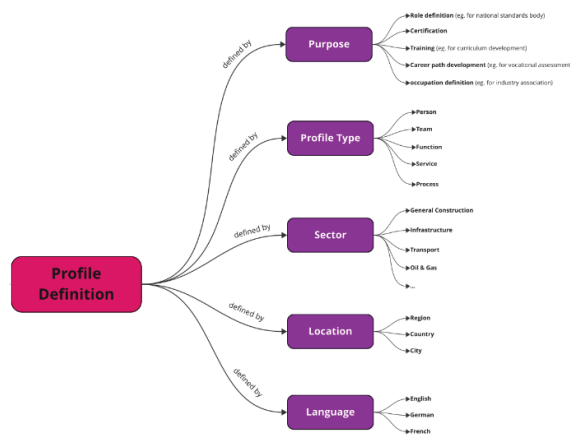 Role definition (eg. for national standards body)
Certification
Purpose
Training (eg. for curriculum development)
Career path development (eg. for vocational assessment
occupation definition (eg. for industry association)
defined by
Person
Team
Profile Type
Function
Service
Process
defined by
General Construction
Infrastructure
Sector
Transport
Oil & Gas
...
defined by
Profile
Definition
Region
Location
Country
City
defined by
English
Language
German
French
defined by